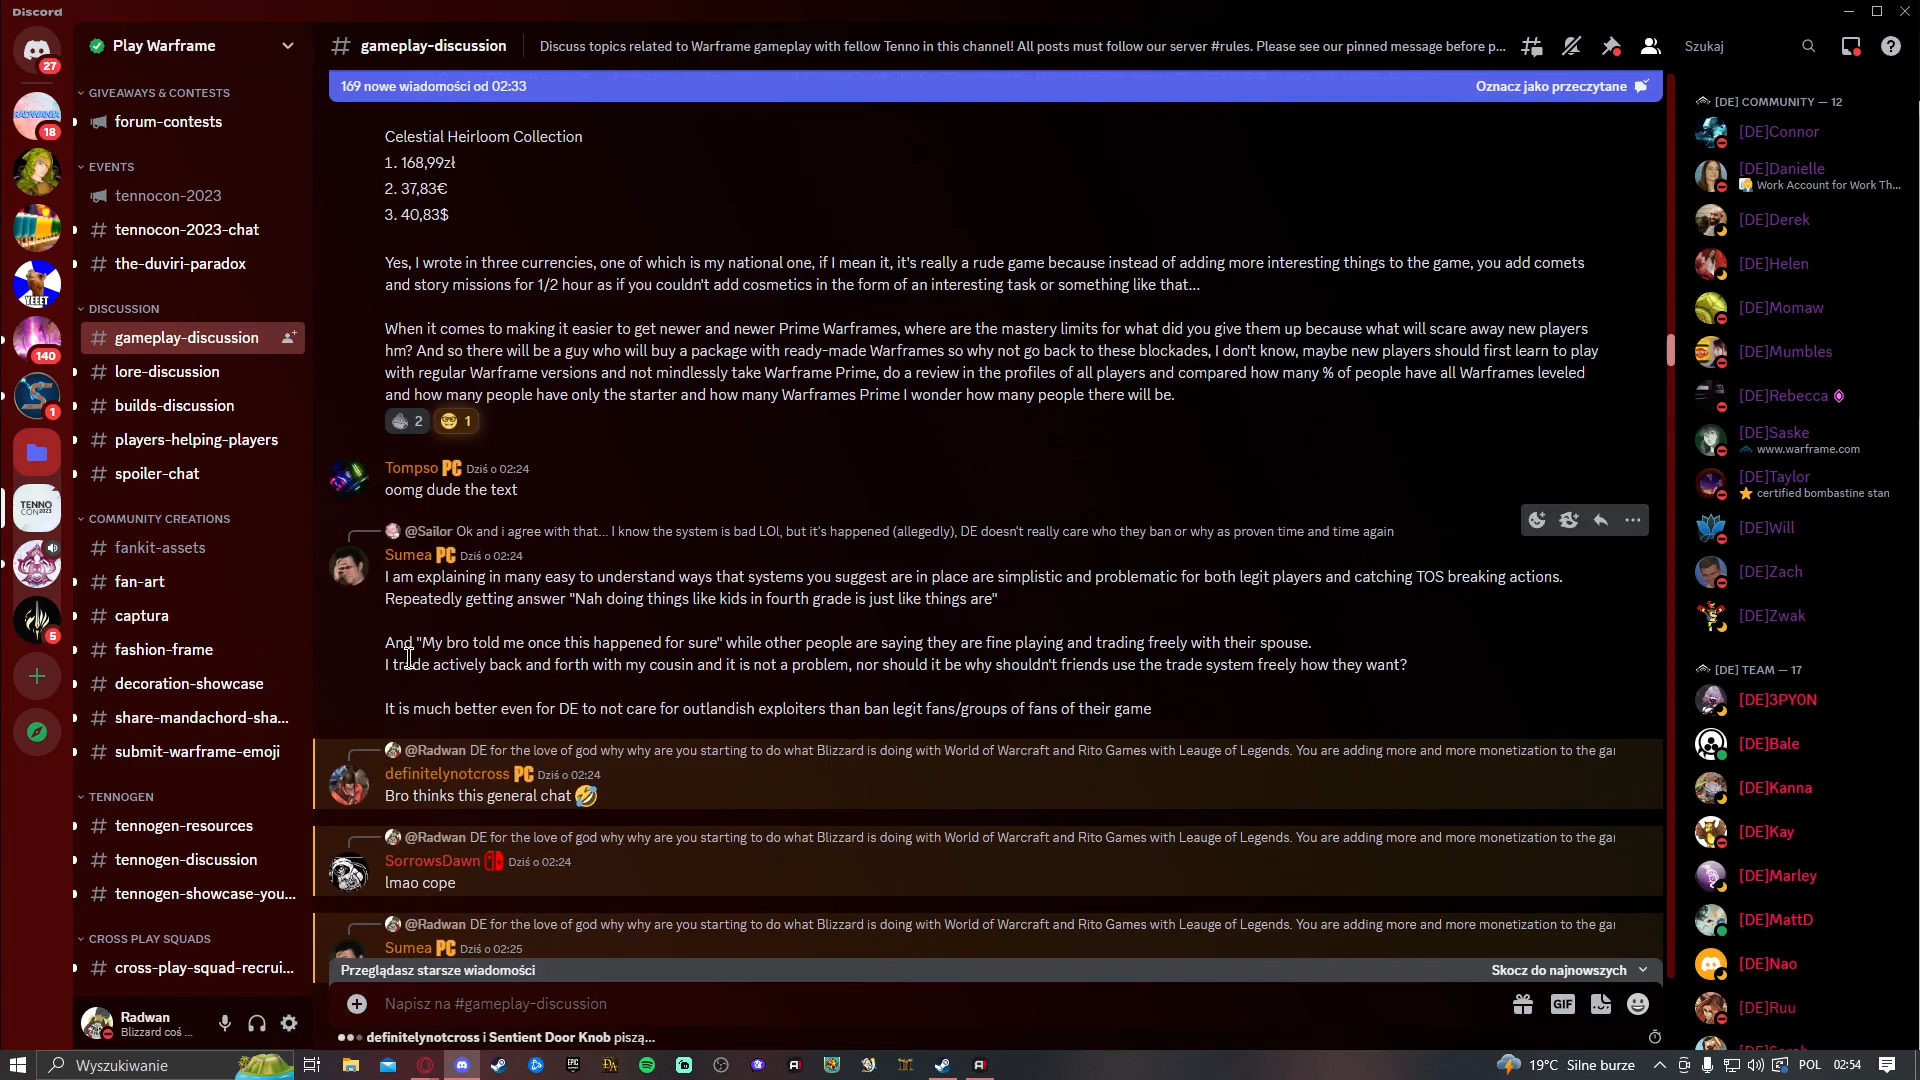 Discord
Play Warframe
gameplay-discussion
Discuss topics related to Warframe gameplay with fellow Tenno in this channel! All posts must follow our server #rules. Please see our pinned message before p...
Szukaj
27
RADWANIA
18
YEEET
140
1
TENNO
CON2023
5
GIVEAWAYS & CONTESTS
forum-contests
EVENTS
tennocon-2023
tennocon-2023-chat
the-duviri-paradox
DISCUSSION
gameplay-discussion
lore-discussion
builds-discussion
players-helping-players
spoiler-chat
COMMUNITY CREATIONS
fankit-assets
fan-art
captura
fashion-frame
decoration-showcase
share-mandachord-sha...
submit-warframe-emoji
TENNOGEN
tennogen-resources
tennogen-discussion
tennogen-showcase-you...
CROSS PLAY SQUADS
cross-play-squad-recrui...
Radwan
Blizzard coś ...
169 nowe wiadomości od 02:33
Oznacz jako przeczytane
Celestial Heirloom Collection
1. 168,99zł
2. 37,83€
3. 40,83$
Yes, I wrote in three currencies, one of which is my national one, if I mean it, it's really a rude game because instead of adding more interesting things to the game, you add comets
and story missions for 1/2 hour as if you couldn't add cosmetics in the form of an interesting task or something like that...
When it comes to making it easier to get newer and newer Prime Warframes, where are the mastery limits for what did you give them up because what will scare away new players
hm? And so there will be a guy who will buy a package with ready-made Warframes so why not go back to these blockades, I don't know, maybe new players should first learn to play
with regular Warframe versions and not mindlessly take Warframe Prime, do a review in the profiles of all players and compared how many % of people have all Warframes leveled
and how many people have only the starter and how many Warframes Prime I wonder how many people there will be.
2
1
Tompso PC Dziś o 02:24
oomg dude the text
@Sailor Ok and i agree with that... I know the system is bad LOl, but it's happened (allegedly), DE doesn't really care who they ban or why as proven time and time again
Sumea PC Dziś o 02:24
I am explaining in many easy to understand ways that systems you suggest are in place are simplistic and problematic for both legit players and catching TOS breaking actions.
Repeatedly getting answer "Nah doing things like kids in fourth grade is just like things are"
And "My bro told me once this happened for sure" while other people are saying they are fine playing and trading freely with their spouse.
I trade actively back and forth with my cousin and it is not a problem, nor should it be why shouldn't friends use the trade system freely how they want?
It is much better even for DE to not care for outlandish exploiters than ban legit fans/groups of fans of their game
@Radwan DE for the love of god why why are you starting to do what Blizzard is doing with World of Warcraft and Rito Games with Leauge of Legends. You are adding more and more monetization to the gar
definitelynotcross PC Dziś o 02:24
Bro thinks this general chat
@Radwan DE for the love of god why why are you starting to do what Blizzard is doing with World of Warcraft and Rito Games with Leauge of Legends. You are adding more and more monetization to the gar
SorrowsDawn Dziś o 02:24
lmao cope
@Radwan DE for the love of god why why are you starting to do what Blizzard is doing with World of Warcraft and Rito Games with Leauge of Legends. You are adding more and more monetization to the gar
Sumea PC Dziś o 02:25
Przeglądasz starsze wiadomości
Skocz do najnowszych
Napisz na #gameplay-discussion
GIF
definitelynotcross i Sentient Door Knob piszą...
[DE] COMMUNITY — 12
[DE]Connor
[DE]Danielle
Work Account for Work Th...
[DE]Derek
[DE]Helen
[DE]Momaw
[DE]Mumbles
[DE]Rebecca
[DE]Saske
www.warframe.com
[DE]Taylor
certified bombastine stan
[DE]Will
[DE]Zach
[DE]Zwak
[DE] TEAM — 17
[DE]3PY0N
[DE]Bale
[DE]Kanna
[DE]Kay
[DE]Marley
[DE]MattD
[DE]Nao
[DE]Ruu
Wyszukiwanie
EPIC
19°C Silne burze
POL
02:54